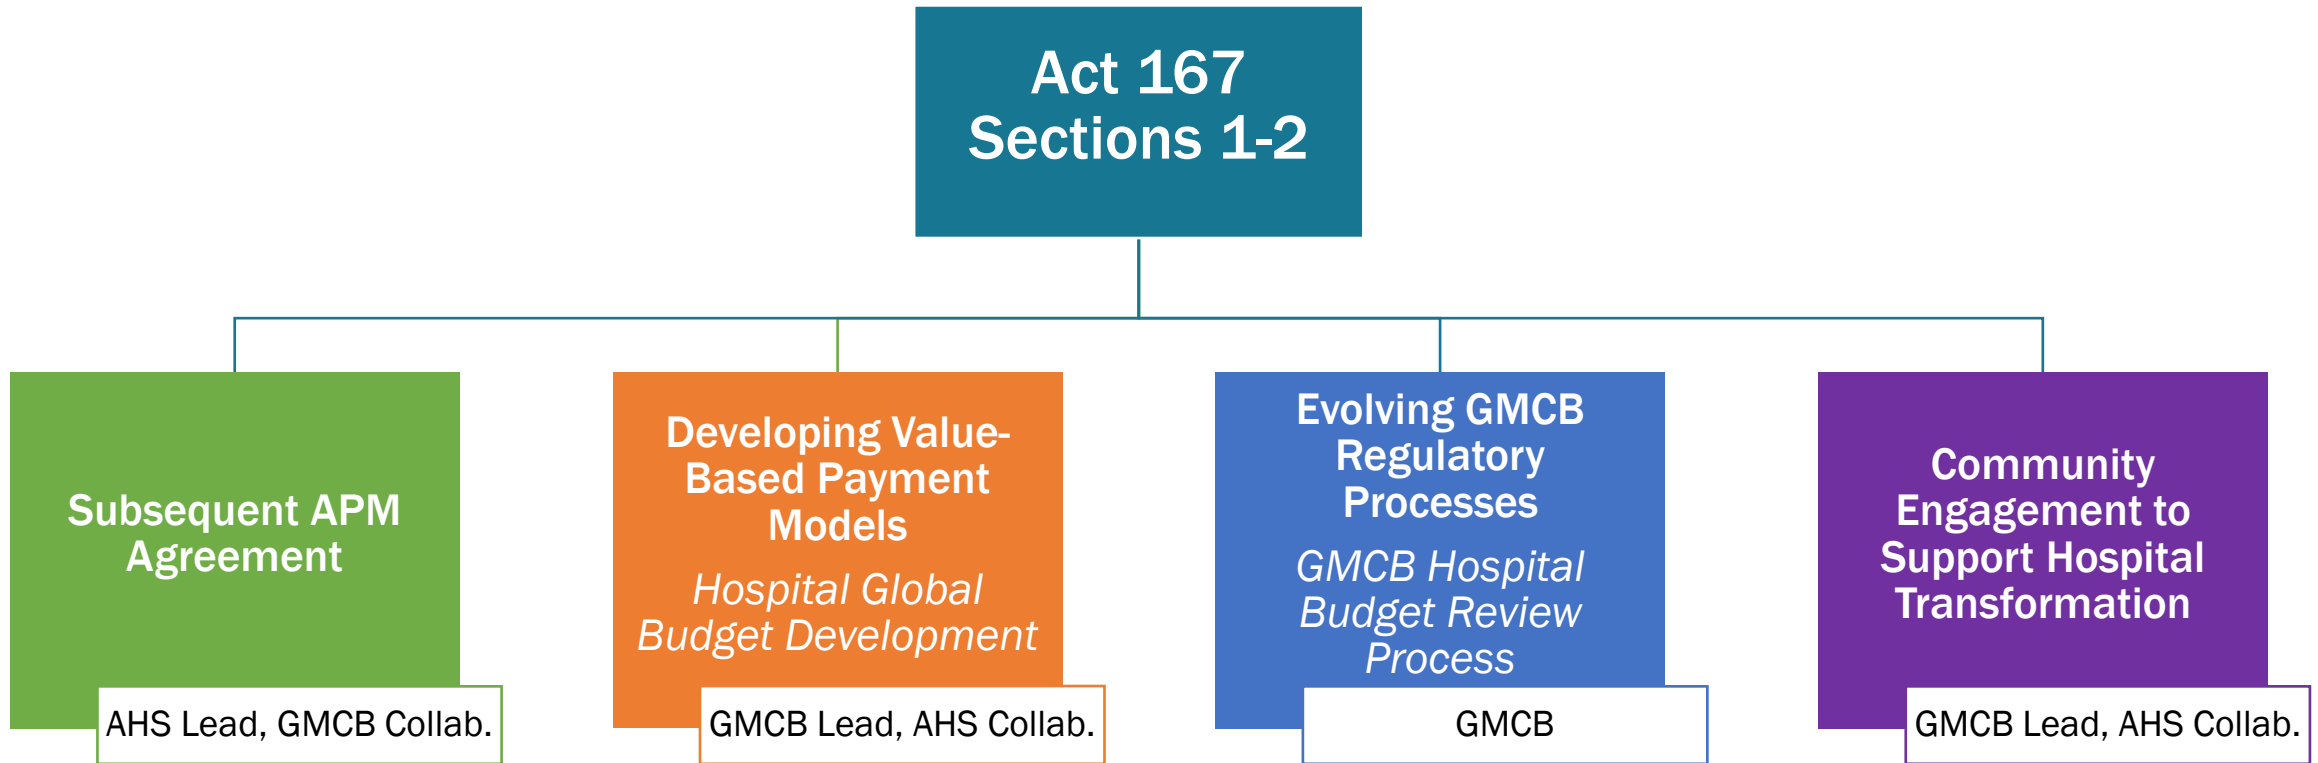 Act 167
Sections 1-2
Subsequent APM
Agreement
AHS Lead, GMCB Collab.
Developing Value-
Based Payment
Models
Hospital Global
Budget Development
GMCB Lead, AHS Collab.
Evolving GMCB
Regulatory
Processes
GMCB Hospital
Budget Review
Process
GMCB
Community
Engagement to
Support Hospital
Transformation
GMCB Lead, AHS Collab.